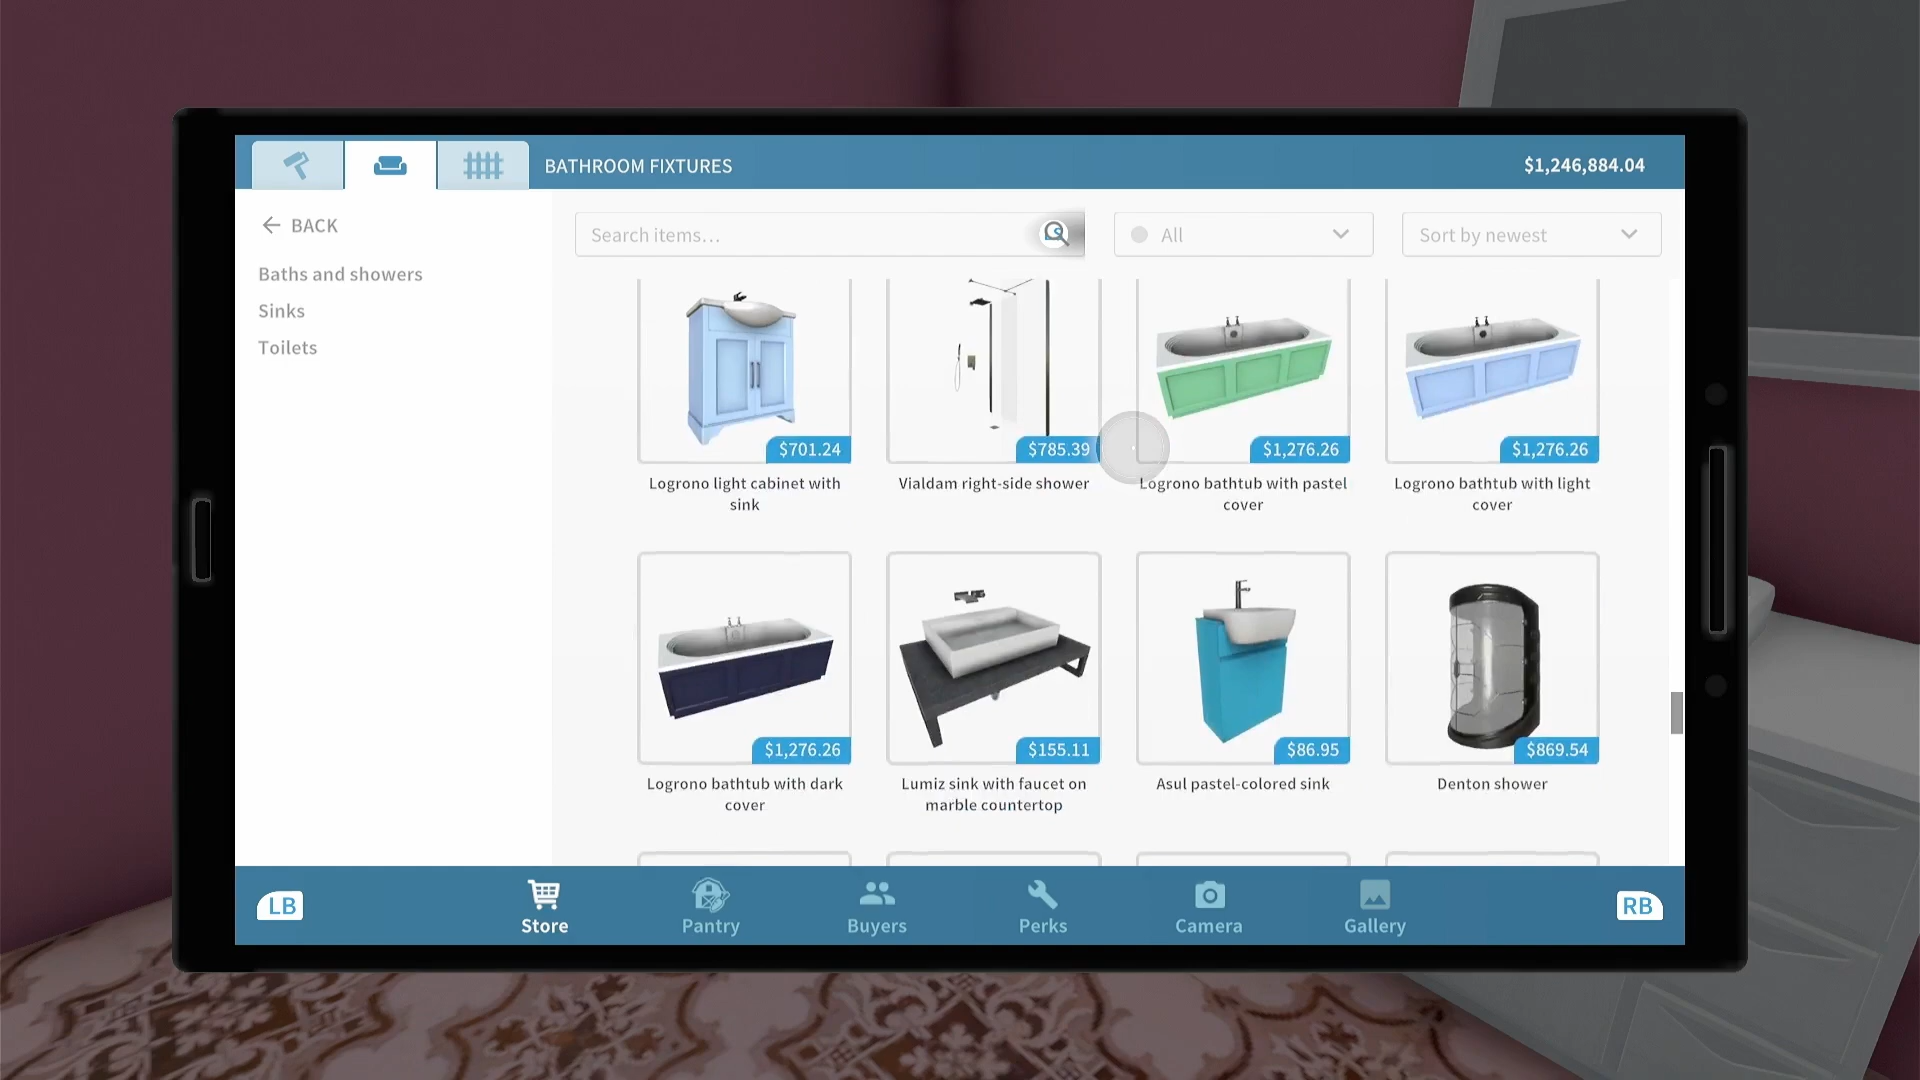 BATHROOM FIXTURES
$1,246,884.04
BACK
Baths and showers
Sinks
Toilets
Search items...
All
Sort by newest
$701.24
Logrono light cabinet with
sink
$785.39
Vialdam right-side shower
$1,276.26
Logrono bathtub with pastel
cover
$1,276.26
Logrono bathtub with light
cover
$1,276.26
Logrono bathtub with dark
cover
$155.11
Lumiz sink with faucet on
marble countertop
$86.95
Asul pastel-colored sink
$869.54
Denton shower
LB
Store
Pantry
Buyers
Perks
Camera
Gallery
RB